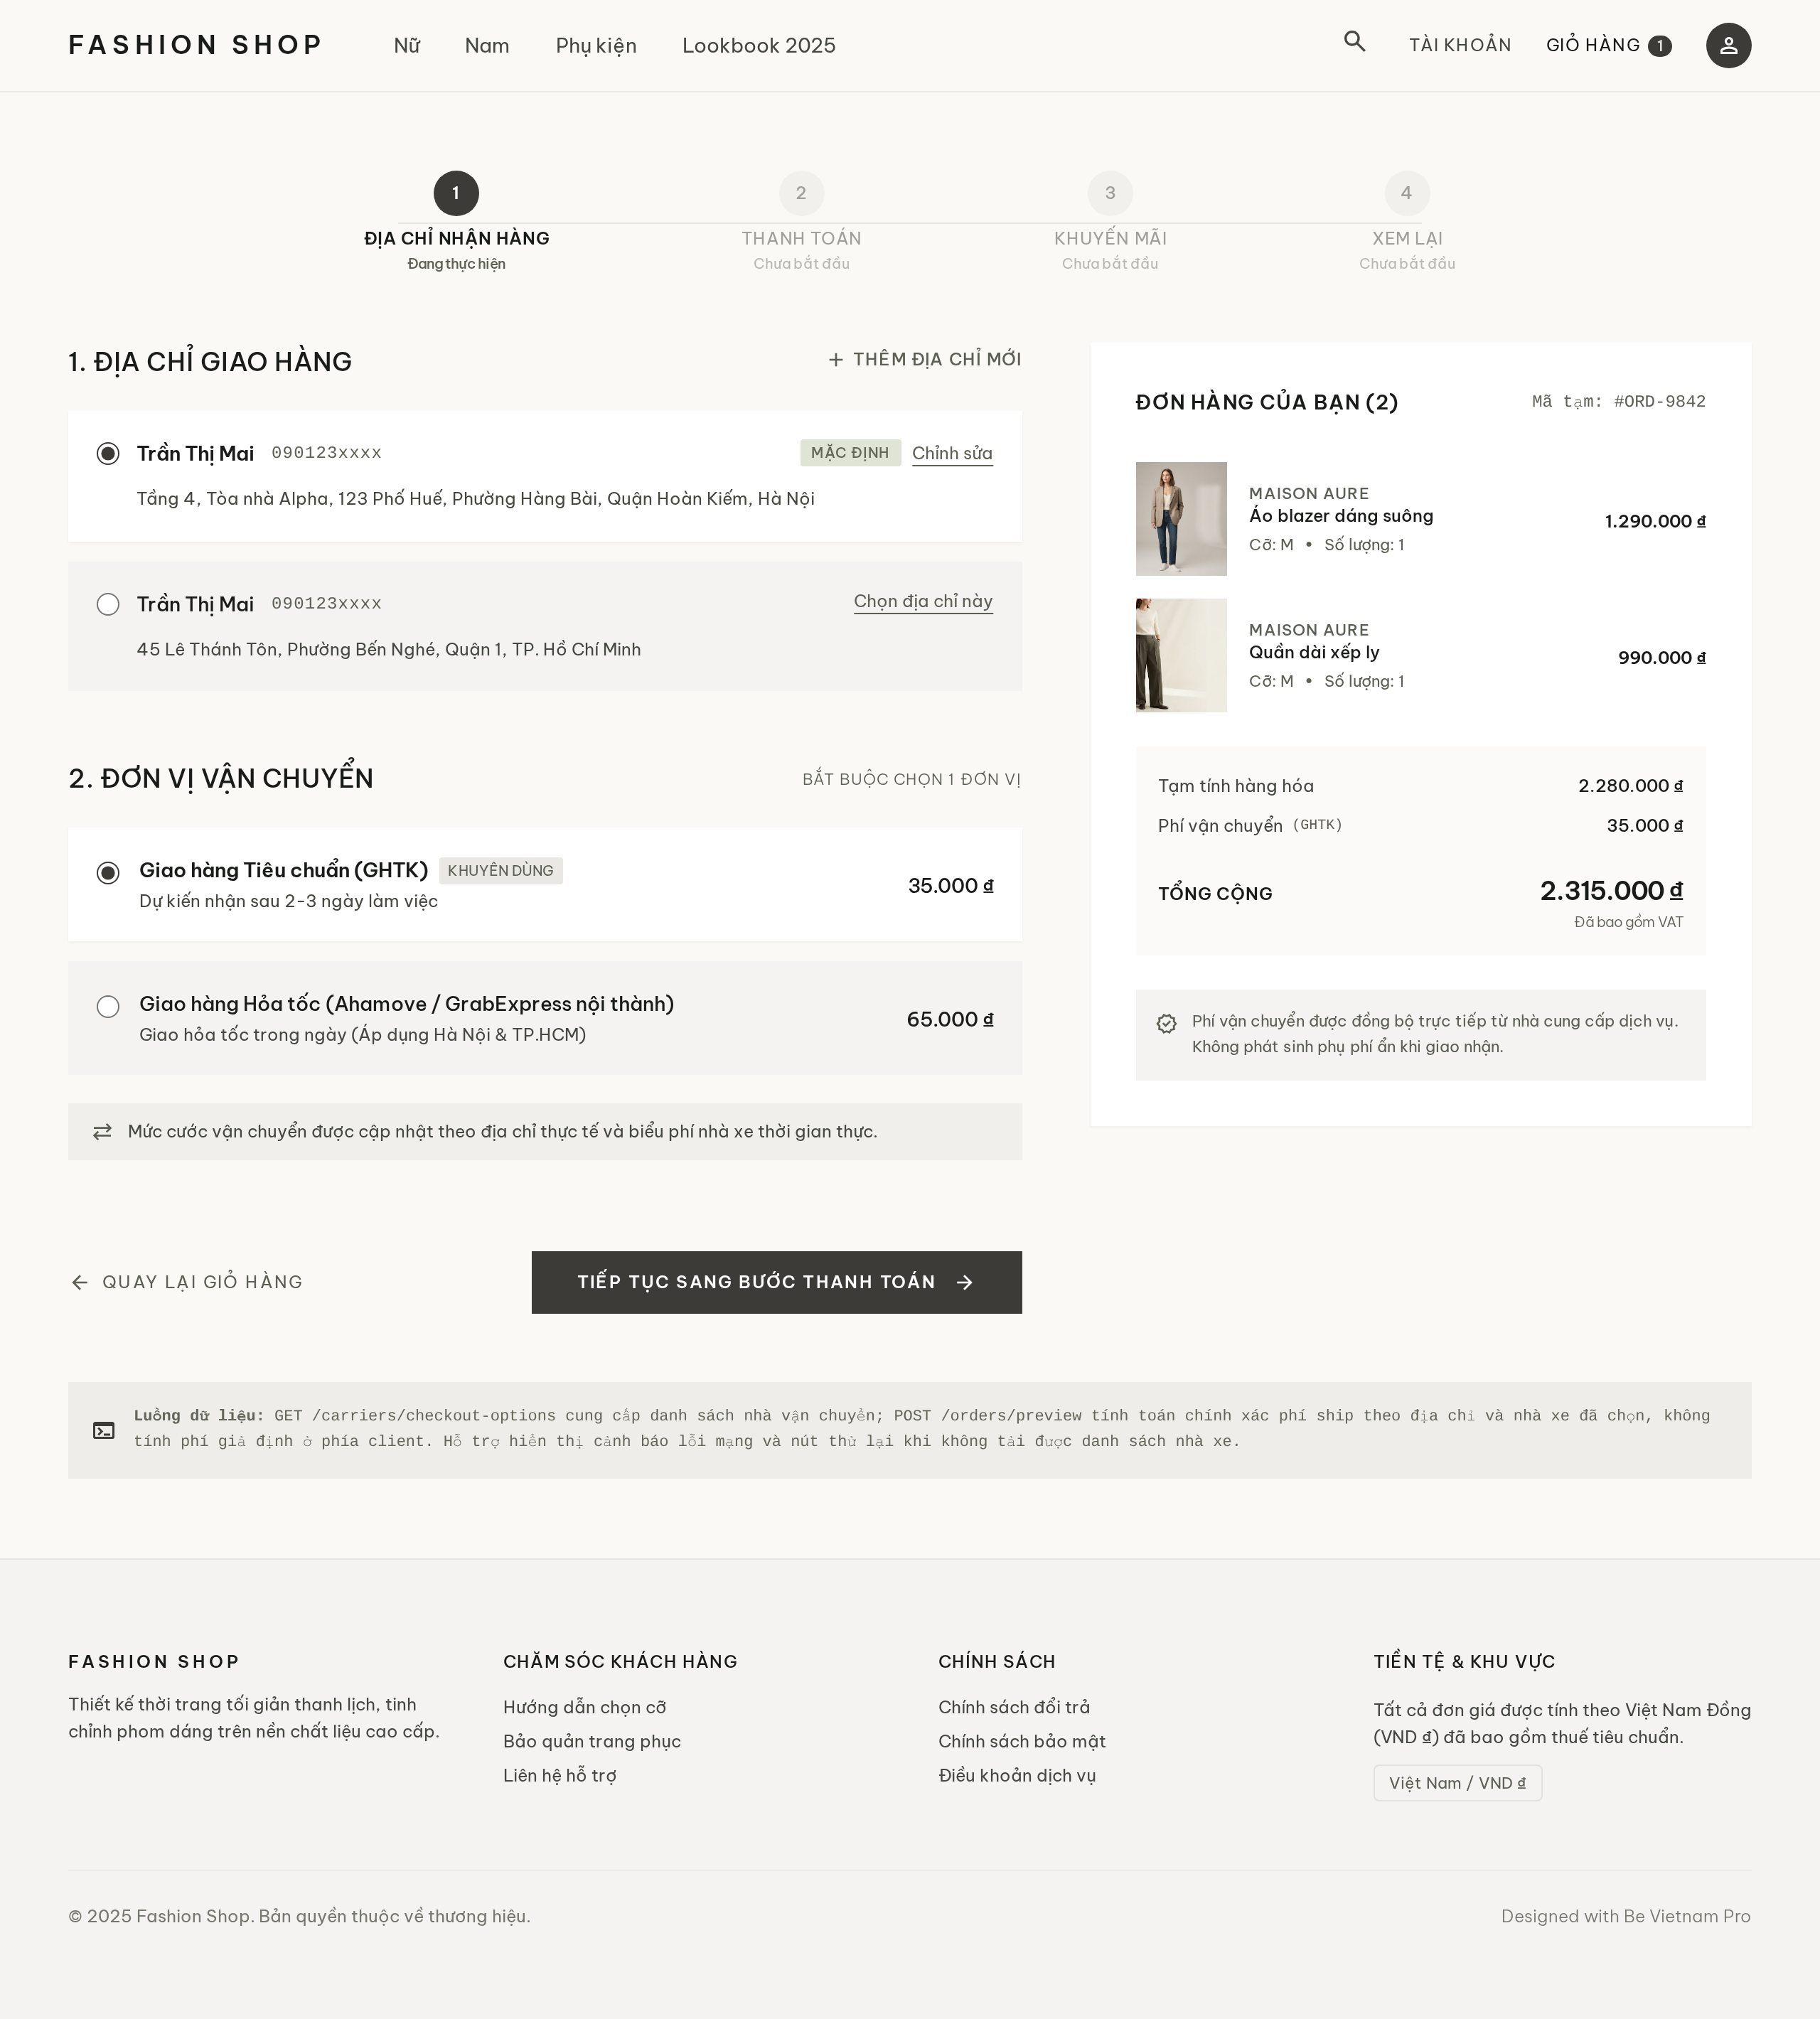 FASHION SHOP
Nữ
Nam
Phụ kiện
Lookbook 2025
TÀI KHOẢN
GIỎ HÀNG 1
1
ĐỊA CHỈ NHẬN HÀNG
Đang thực hiện
2
THANH TOÁN
Chưa bắt đầu
3
KHUYẾN MÃI
Chưa bắt đầu
4
XEM LẠI
Chưa bắt đầu
1. ĐỊA CHỈ GIAO HÀNG
THÊM ĐỊA CHỈ MỚI
Trần Thị Mai 090123xxxx
MẶC ĐỊNH Chỉnh sửa
Tầng 4, Tòa nhà Alpha, 123 Phố Huế, Phường Hàng Bài, Quận Hoàn Kiếm, Hà Nội
Trần Thị Mai 090123xxxx
Chọn địa chỉ này
45 Lê Thánh Tôn, Phường Bến Nghé, Quận 1, TP. Hồ Chí Minh
2. ĐƠN VỊ VẬN CHUYỂN
BẮT BUỘC CHỌN 1 ĐƠN VỊ
Giao hàng Tiêu chuẩn (GHTK) KHUYÊN DÙNG
Dự kiến nhận sau 2-3 ngày làm việc
35.000 ₫
Giao hàng Hỏa tốc (Ahamove / GrabExpress nội thành)
Giao hỏa tốc trong ngày (Áp dụng Hà Nội & TP.HCM)
65.000 ₫
Mức cước vận chuyển được cập nhật theo địa chỉ thực tế và biểu phí nhà xe thời gian thực.
QUAY LẠI GIỎ HÀNG
TIẾP TỤC SANG BƯỚC THANH TOÁN
ĐƠN HÀNG CỦA BẠN (2)
Mã tạm: #ORD-9842
MAISON AURE
Áo blazer dáng suông
Cỡ: M • Số lượng: 1
1.290.000 ₫
MAISON AURE
Quần dài xếp ly
Cỡ: M • Số lượng: 1
990.000 ₫
Tạm tính hàng hóa
2.280.000 ₫
Phí vận chuyển (GHTK)
35.000 ₫
TỔNG CỘNG
2.315.000 ₫
Đã bao gồm VAT
Phí vận chuyển được đồng bộ trực tiếp từ nhà cung cấp dịch vụ.
Không phát sinh phụ phí ẩn khi giao nhận.
Luồng dữ liệu: GET /carriers/checkout-options cung cấp danh sách nhà vận chuyển; POST /orders/preview tính toán chính xác phí ship theo địa chỉ và nhà xe đã chọn, không
tính phí giả định ở phía client. Hỗ trợ hiển thị cảnh báo lỗi mạng và nút thử lại khi không tải được danh sách nhà xe.
FASHION SHOP
Thiết kế thời trang tối giản thanh lịch, tinh
chỉnh phom dáng trên nền chất liệu cao cấp.
CHĂM SÓC KHÁCH HÀNG
Hướng dẫn chọn cỡ
Bảo quản trang phục
Liên hệ hỗ trợ
CHÍNH SÁCH
Chính sách đổi trả
Chính sách bảo mật
Điều khoản dịch vụ
TIỀN TỆ & KHU VỰC
Tất cả đơn giá được tính theo Việt Nam Đồng
(VND ₫) đã bao gồm thuế tiêu chuẩn.
Việt Nam / VND ₫
© 2025 Fashion Shop. Bản quyền thuộc về thương hiệu.
Designed with Be Vietnam Pro